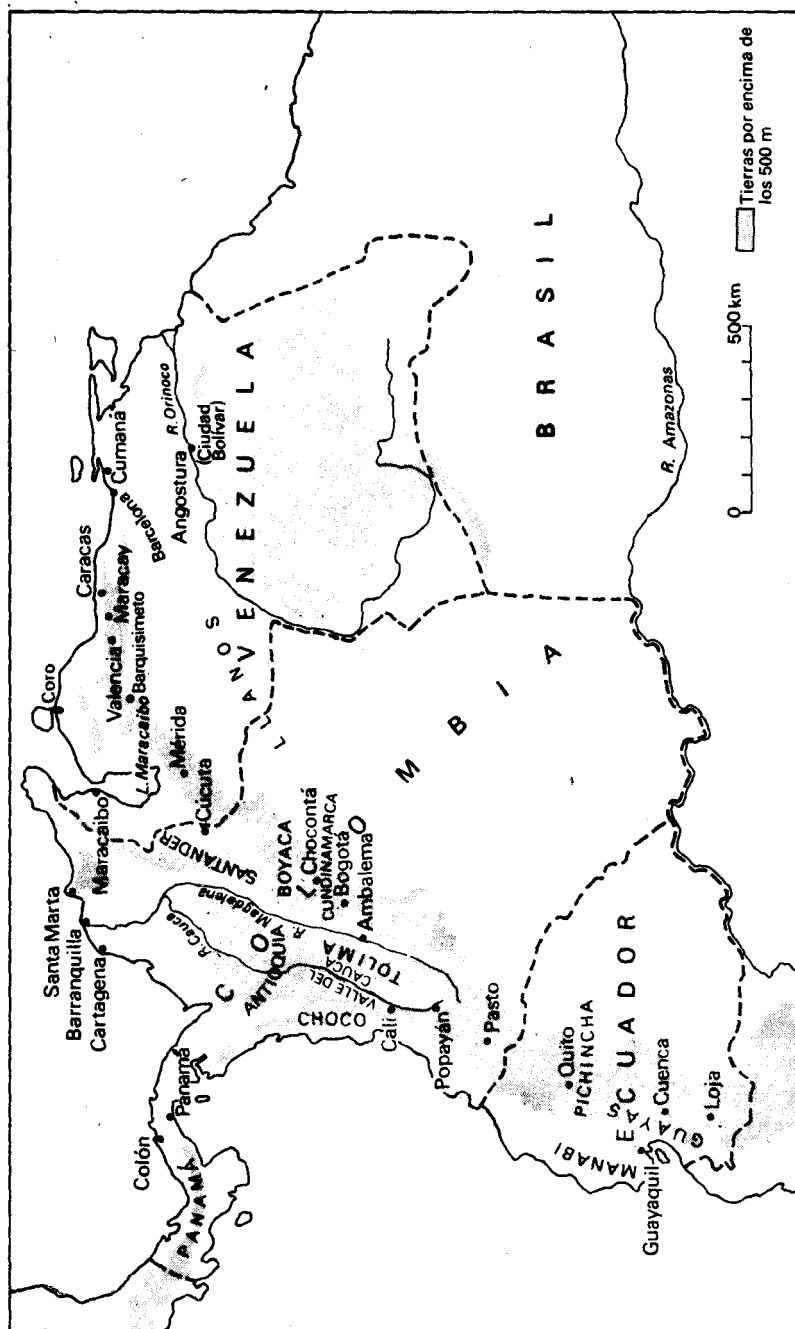 Santa Marta
Barranquilla
Cartagena
Colón
Panamá
PANAMÁ
Coro
Caracas
Cumaná
Barcelona
Maracay
Valencia
Barquisimeto
L. Maracaibo
Maracaibo
Mérida
Cúcuta
Angostura
(Ciudad
Bolívar)
R. Orinoco
VENEZUELA
LLANOS
SANTANDER
R. Cauca
R. Magdalena
ANTIOQUIA
BOYACA
Chocontá
CUNDINAMARCA
Bogotá
Ambalema
TOLIMA
VALLE DEL
CAUCA
CHOCO
Cali
Popayán
Pasto
COLOMBIA
Quito
PICHINCHA
ECUADOR
MANABI
GUAYAS
Guayaquil
Cuenca
Loja
BRASIL
R. Amazonas
0 500 km
Tierras por encima de
los 500 m